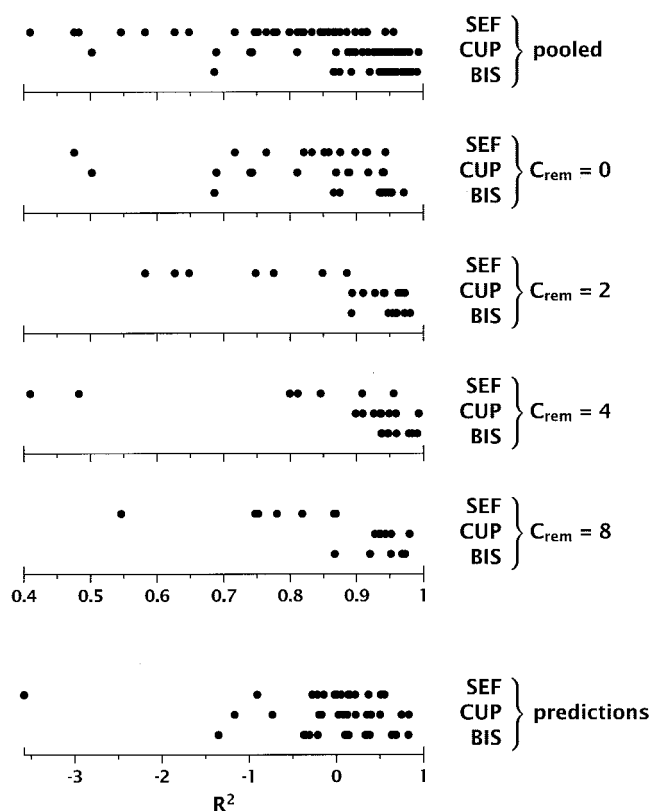 SEF
CUP
BIS
pooled
SEF
CUP
BIS
C_rem = 0
SEF
CUP
BIS
C_rem = 2
SEF
CUP
BIS
C_rem = 4
SEF
CUP
BIS
C_rem = 8
0.4 0.5 0.6 0.7 0.8 0.9 1
SEF
CUP
BIS
predictions
-3 -2 -1 0 1
R²